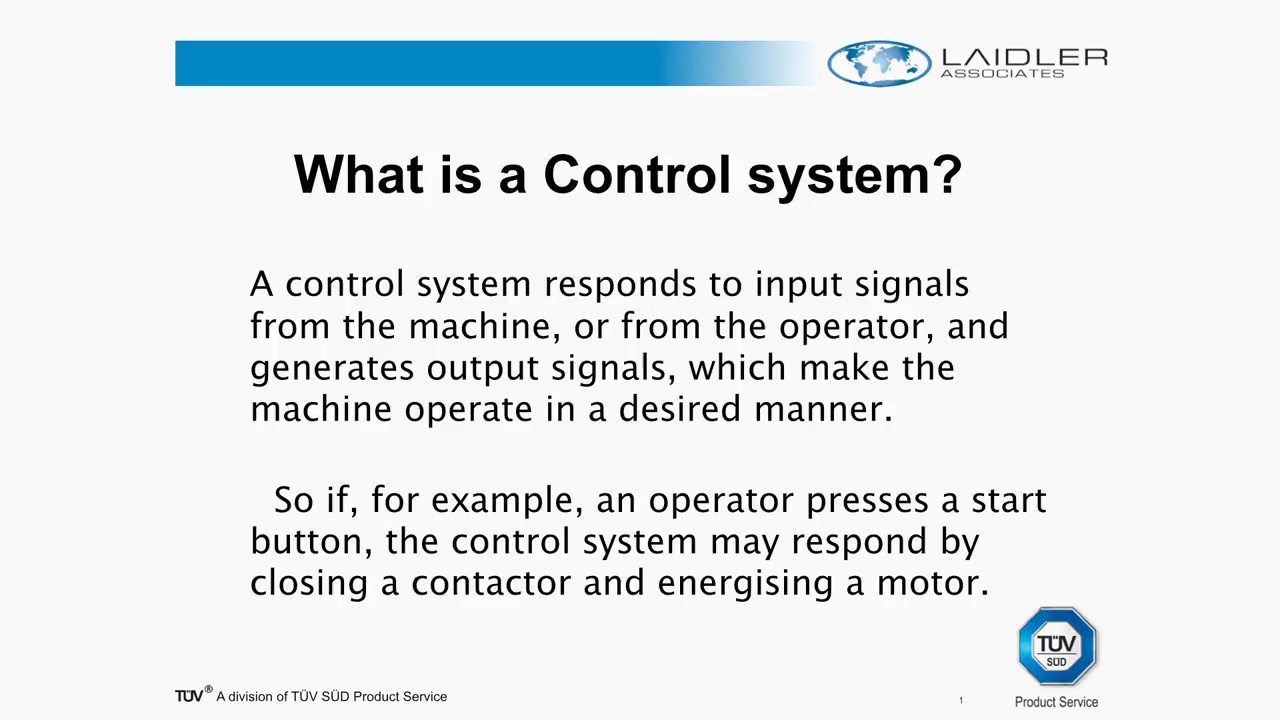 LAIDLER
ASSOCIATES
What is a Control system?
A control system responds to input signals
from the machine, or from the operator, and
generates output signals, which make the
machine operate in a desired manner.
So if, for example, an operator presses a start
button, the control system may respond by
closing a contactor and energising a motor.
TÜV
SÜD
Product Service
TÜV® A division of TÜV SÜD Product Service
1